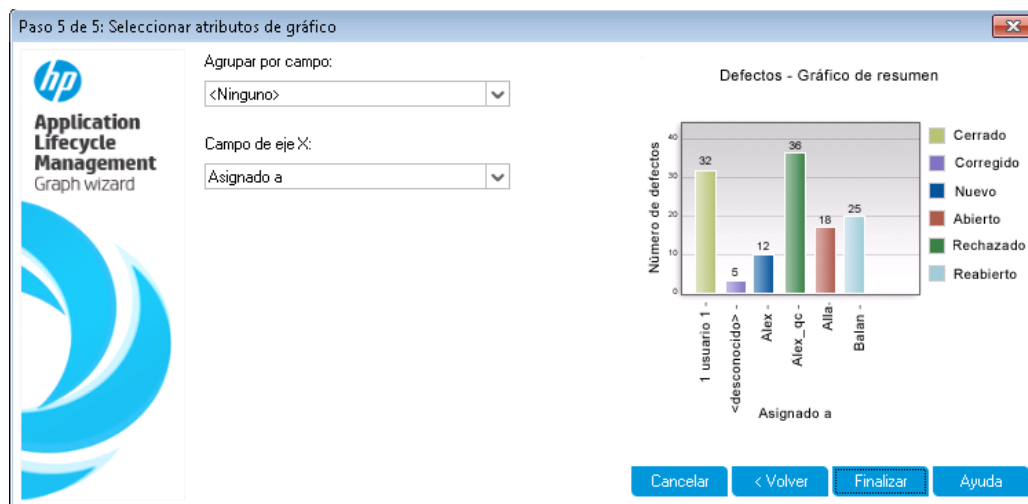 Paso 5 de 5: Seleccionar atributos de gráfico
hp
Application
Lifecycle
Management
Graph wizard
Agrupar por campo:
<Ninguno>
Campo de eje X:
Asignado a
Defectos - Gráfico de resumen
Número de defectos
40
30
20
10
0
32
5
12
36
18
25
1 usuario 1 -
<desconocido> -
Alex -
Alex_qc -
Alla-
Balan -
Asignado a
Cerrado
Corregido
Nuevo
Abierto
Rechazado
Reabierto
Cancelar
< Volver
Finalizar
Ayuda